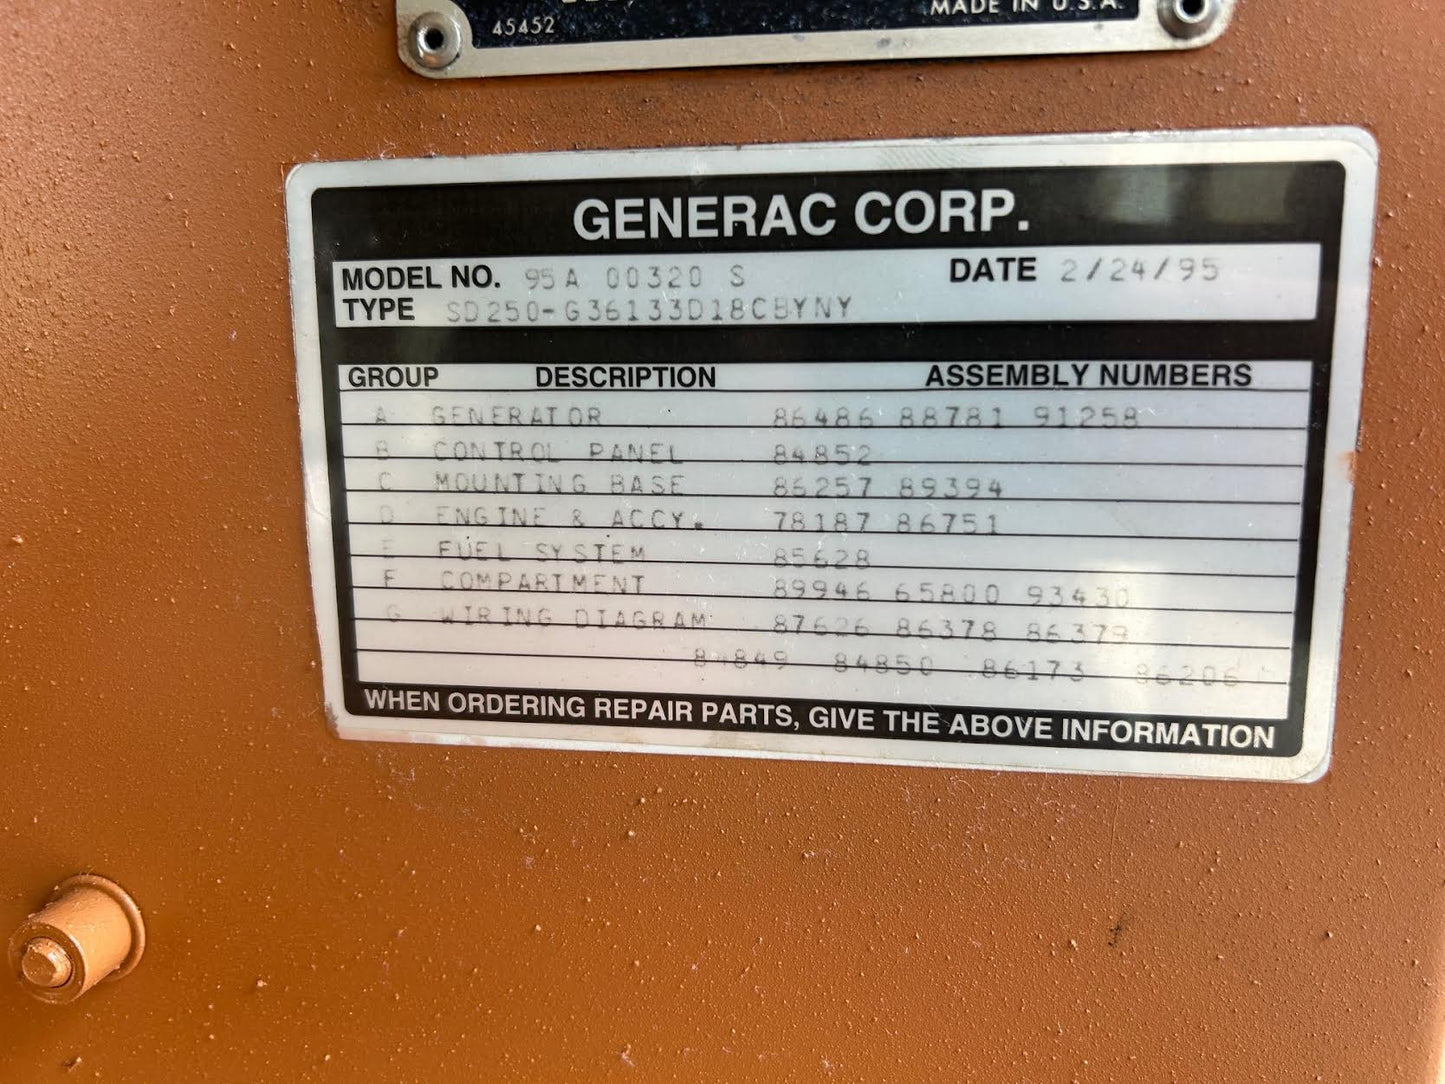 45452
MADE IN U.S.A.
GENERAC CORP.
MODEL NO. 95A 00320 S DATE 2/24/95
TYPE SD250-G36133D18CBYNY
GROUP DESCRIPTION ASSEMBLY NUMBERS
A GENERATOR 86486 88781 91258
B CONTROL PANEL 84852
C MOUNTING BASE 86257 89394
D ENGINE & ACCY. 78187 86751
E FUEL SYSTEM 85628
F COMPARTMENT 89946 65800 93430
G WIRING DIAGRAM 87626 86378 86379
84849 84850 86173 86206
WHEN ORDERING REPAIR PARTS, GIVE THE ABOVE INFORMATION